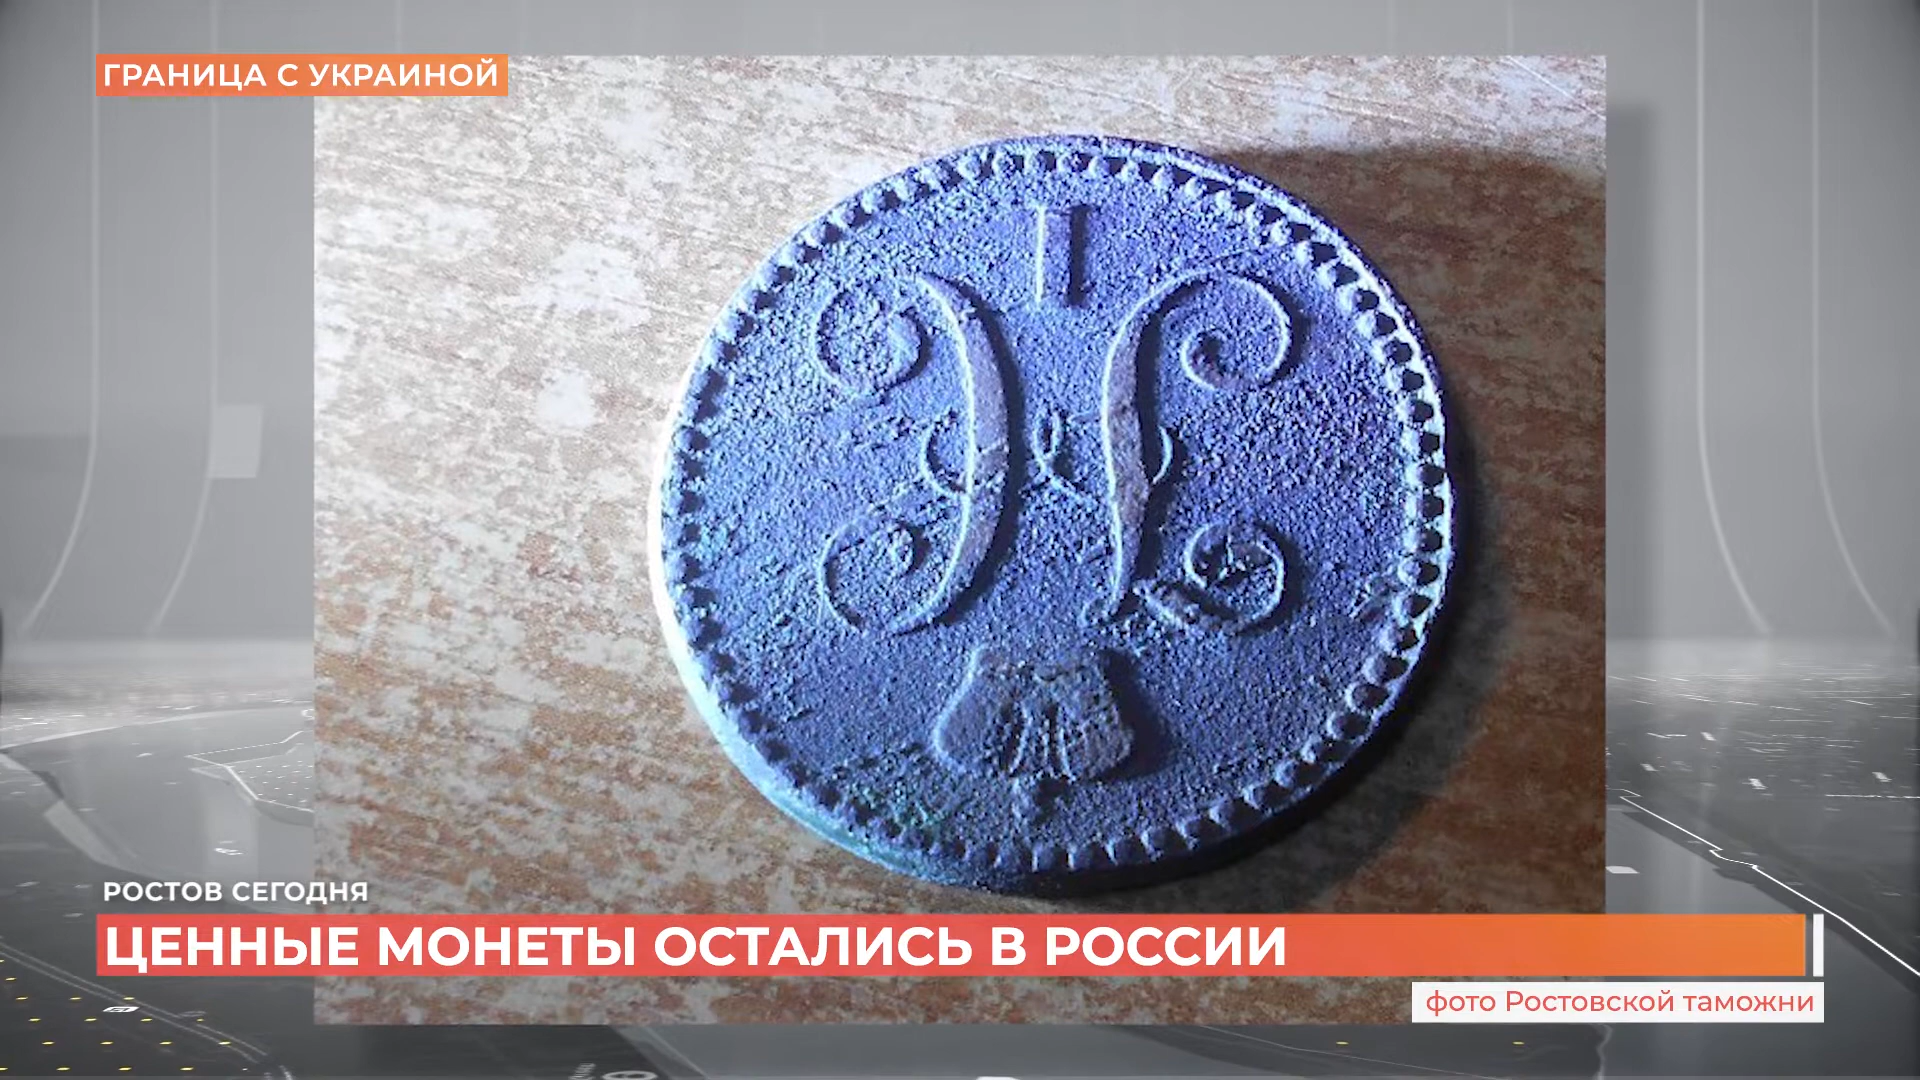 ГРАНИЦА С УКРАИНОЙ
I
Н
РОСТОВ СЕГОДНЯ
ЦЕННЫЕ МОНЕТЫ ОСТАЛИСЬ В РОССИИ
фото Ростовской таможни